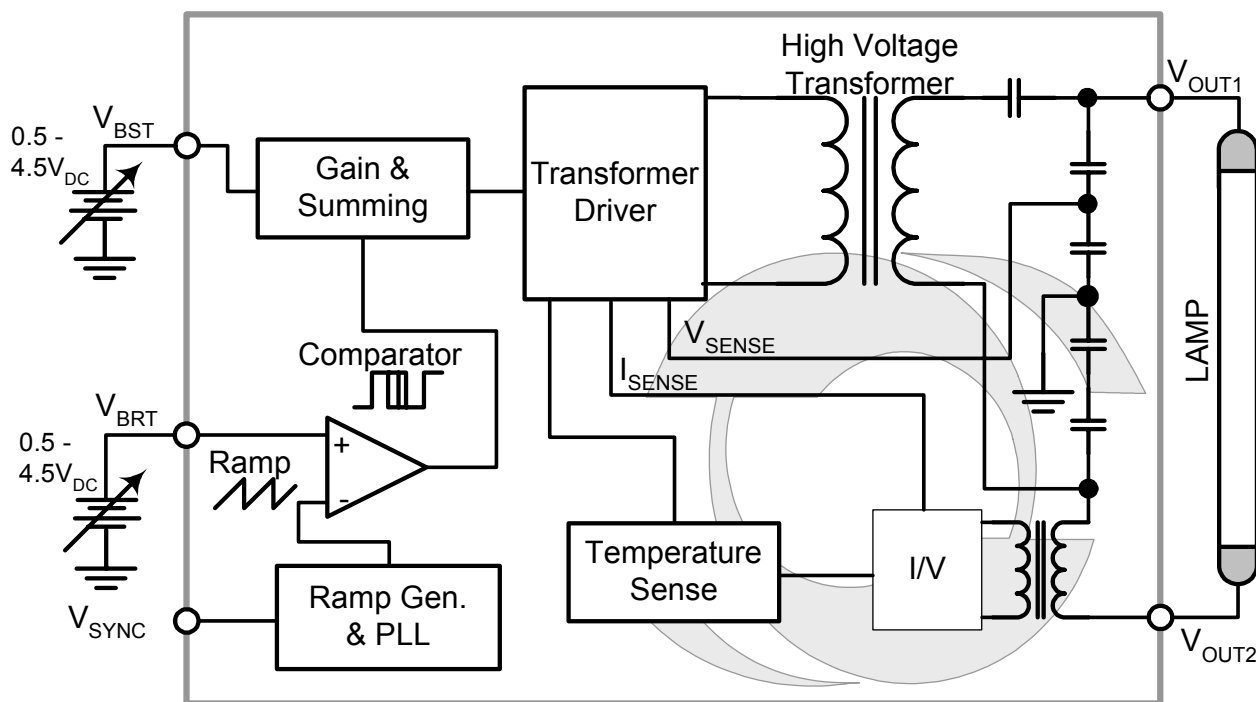 High Voltage
Transformer
V_OUT1
V_BST
0.5 -
4.5V_DC
Gain &
Summing
Transformer
Driver
V_SENSE
I_SENSE
LAMP
Comparator
V_BRT
0.5 -
4.5V_DC
Ramp
+
-
Temperature
Sense
I/V
Ramp Gen.
& PLL
V_SYNC
V_OUT2